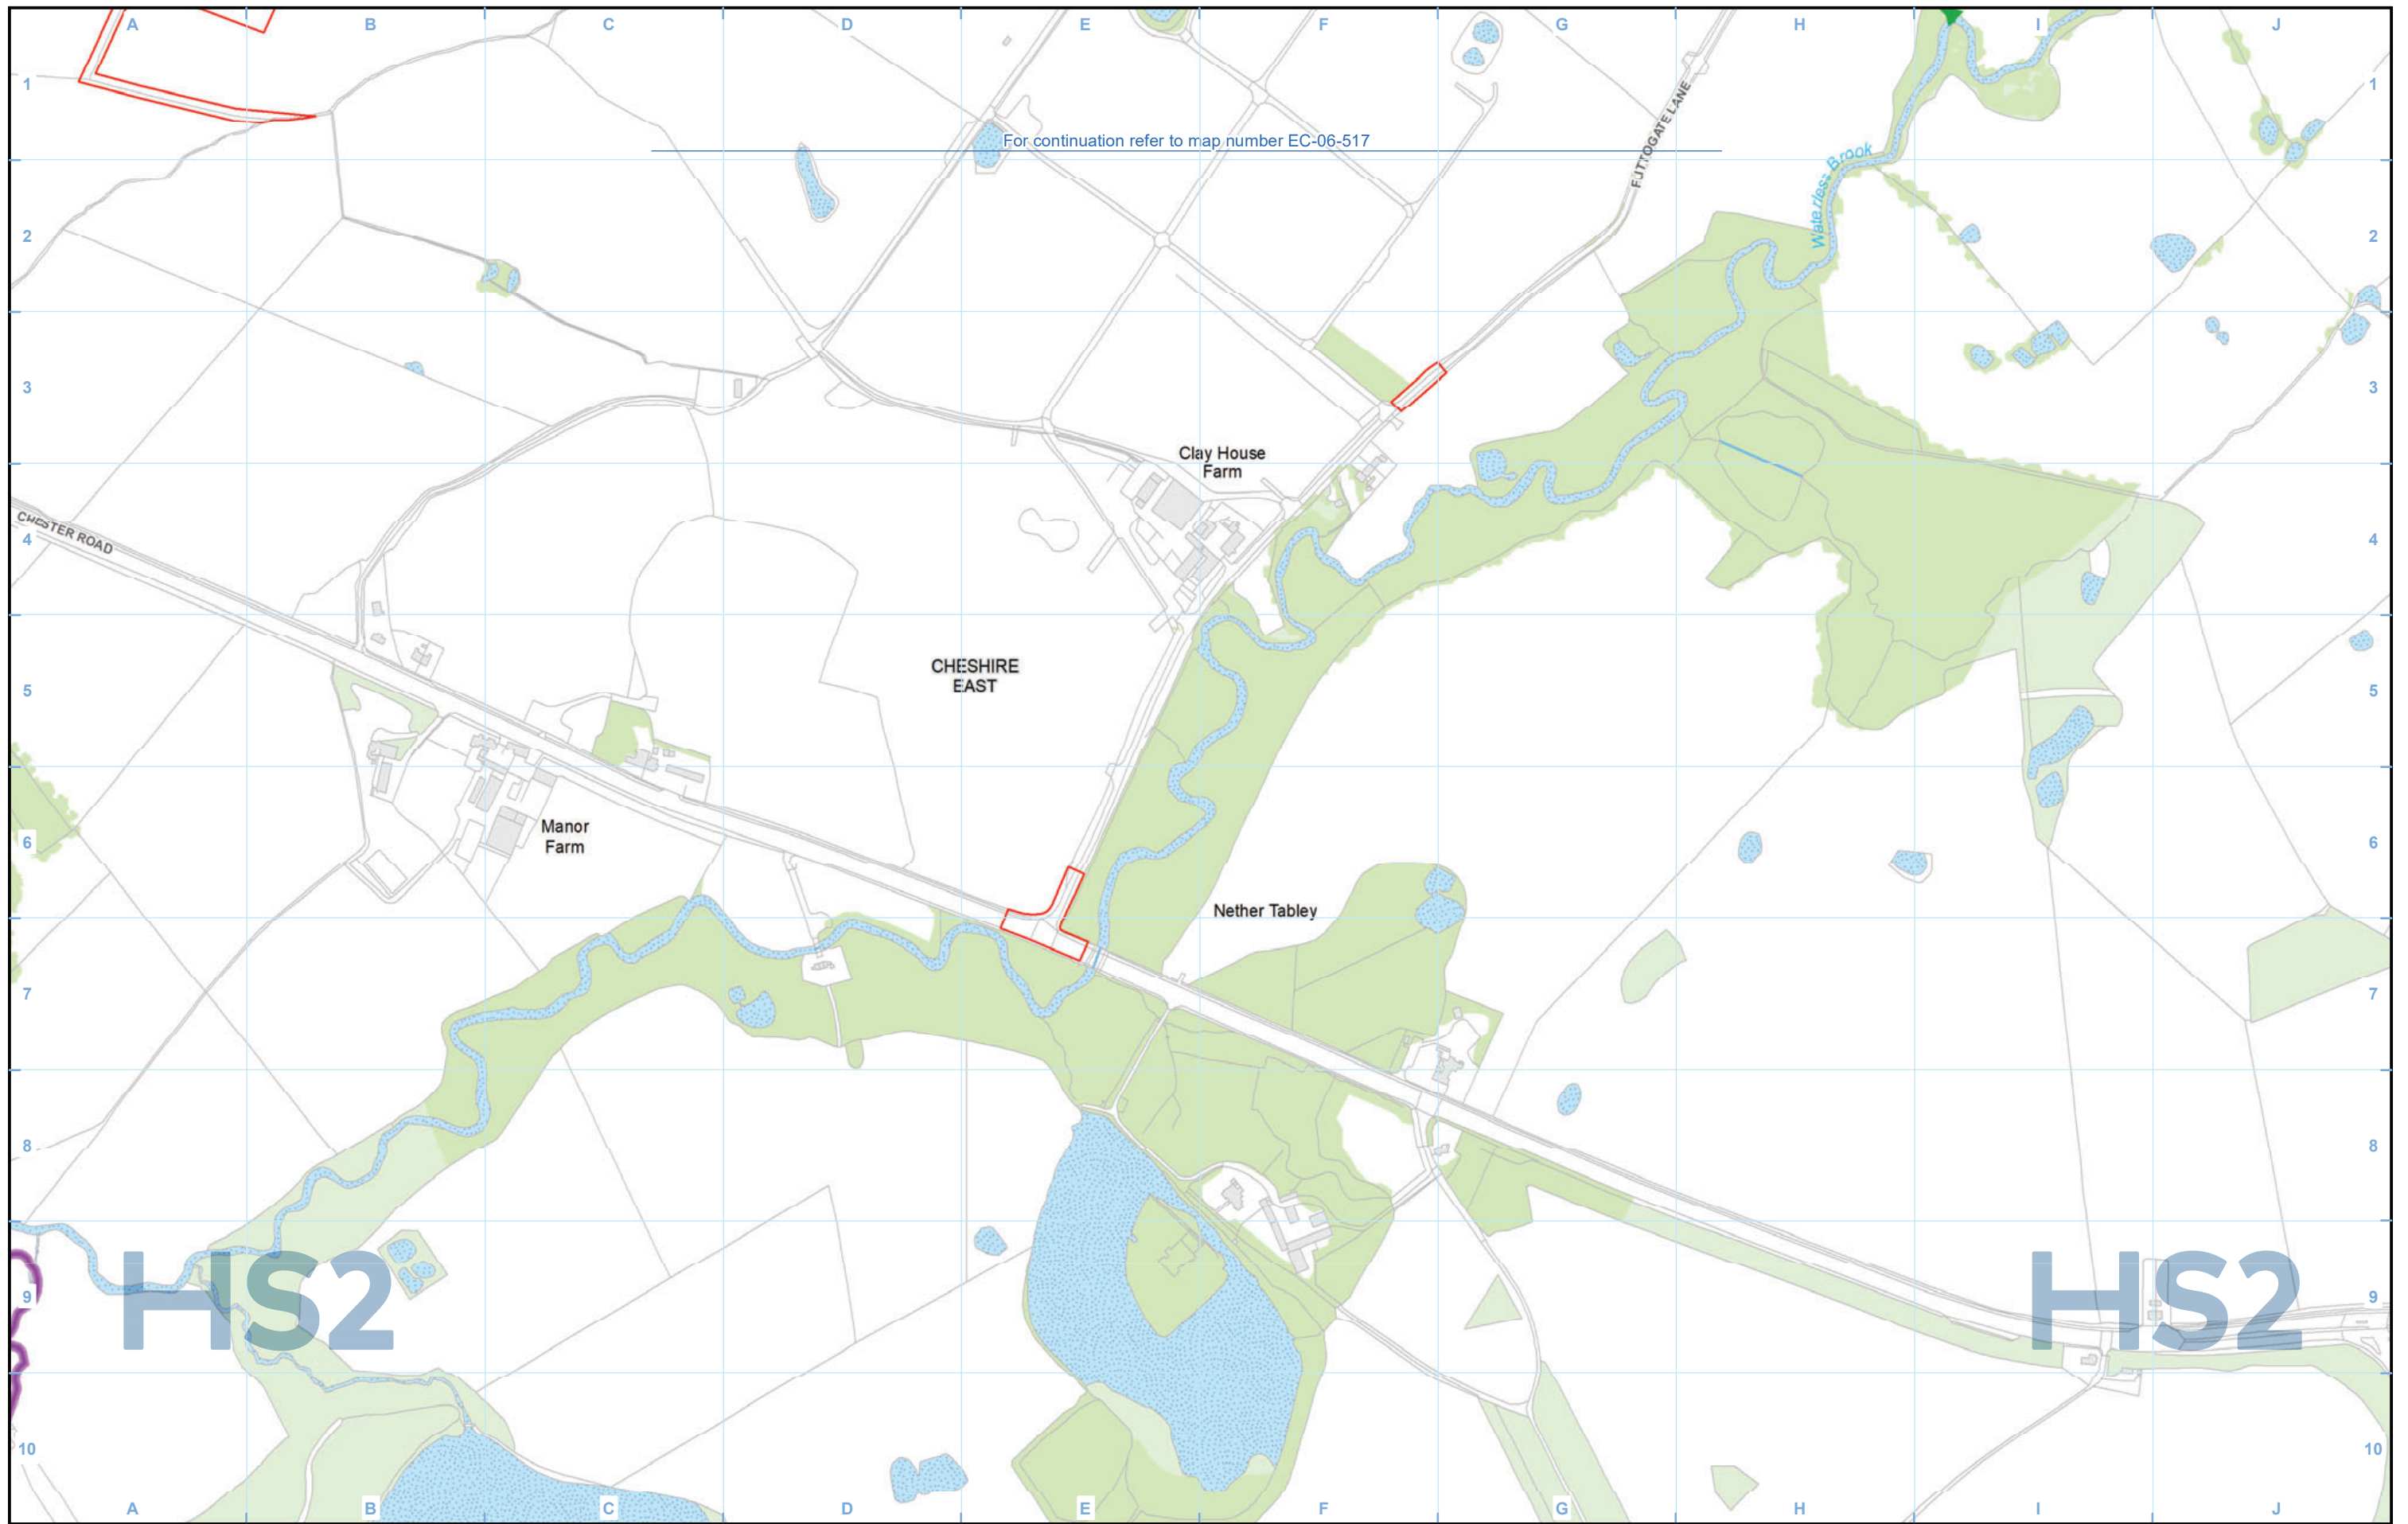 A B C D E F G H I J
1 1
For continuation refer to map number EC-06-517
FLITTOGATE LANE
Waterless Brook
2 2
3 3
Clay House
Farm
CHESTER ROAD
4 4
CHESHIRE
EAST
5 5
Manor
Farm
6 6
Nether Tabley
7 7
8 8
HS2 HS2
9 9
10 10
A B C D E F G H I J